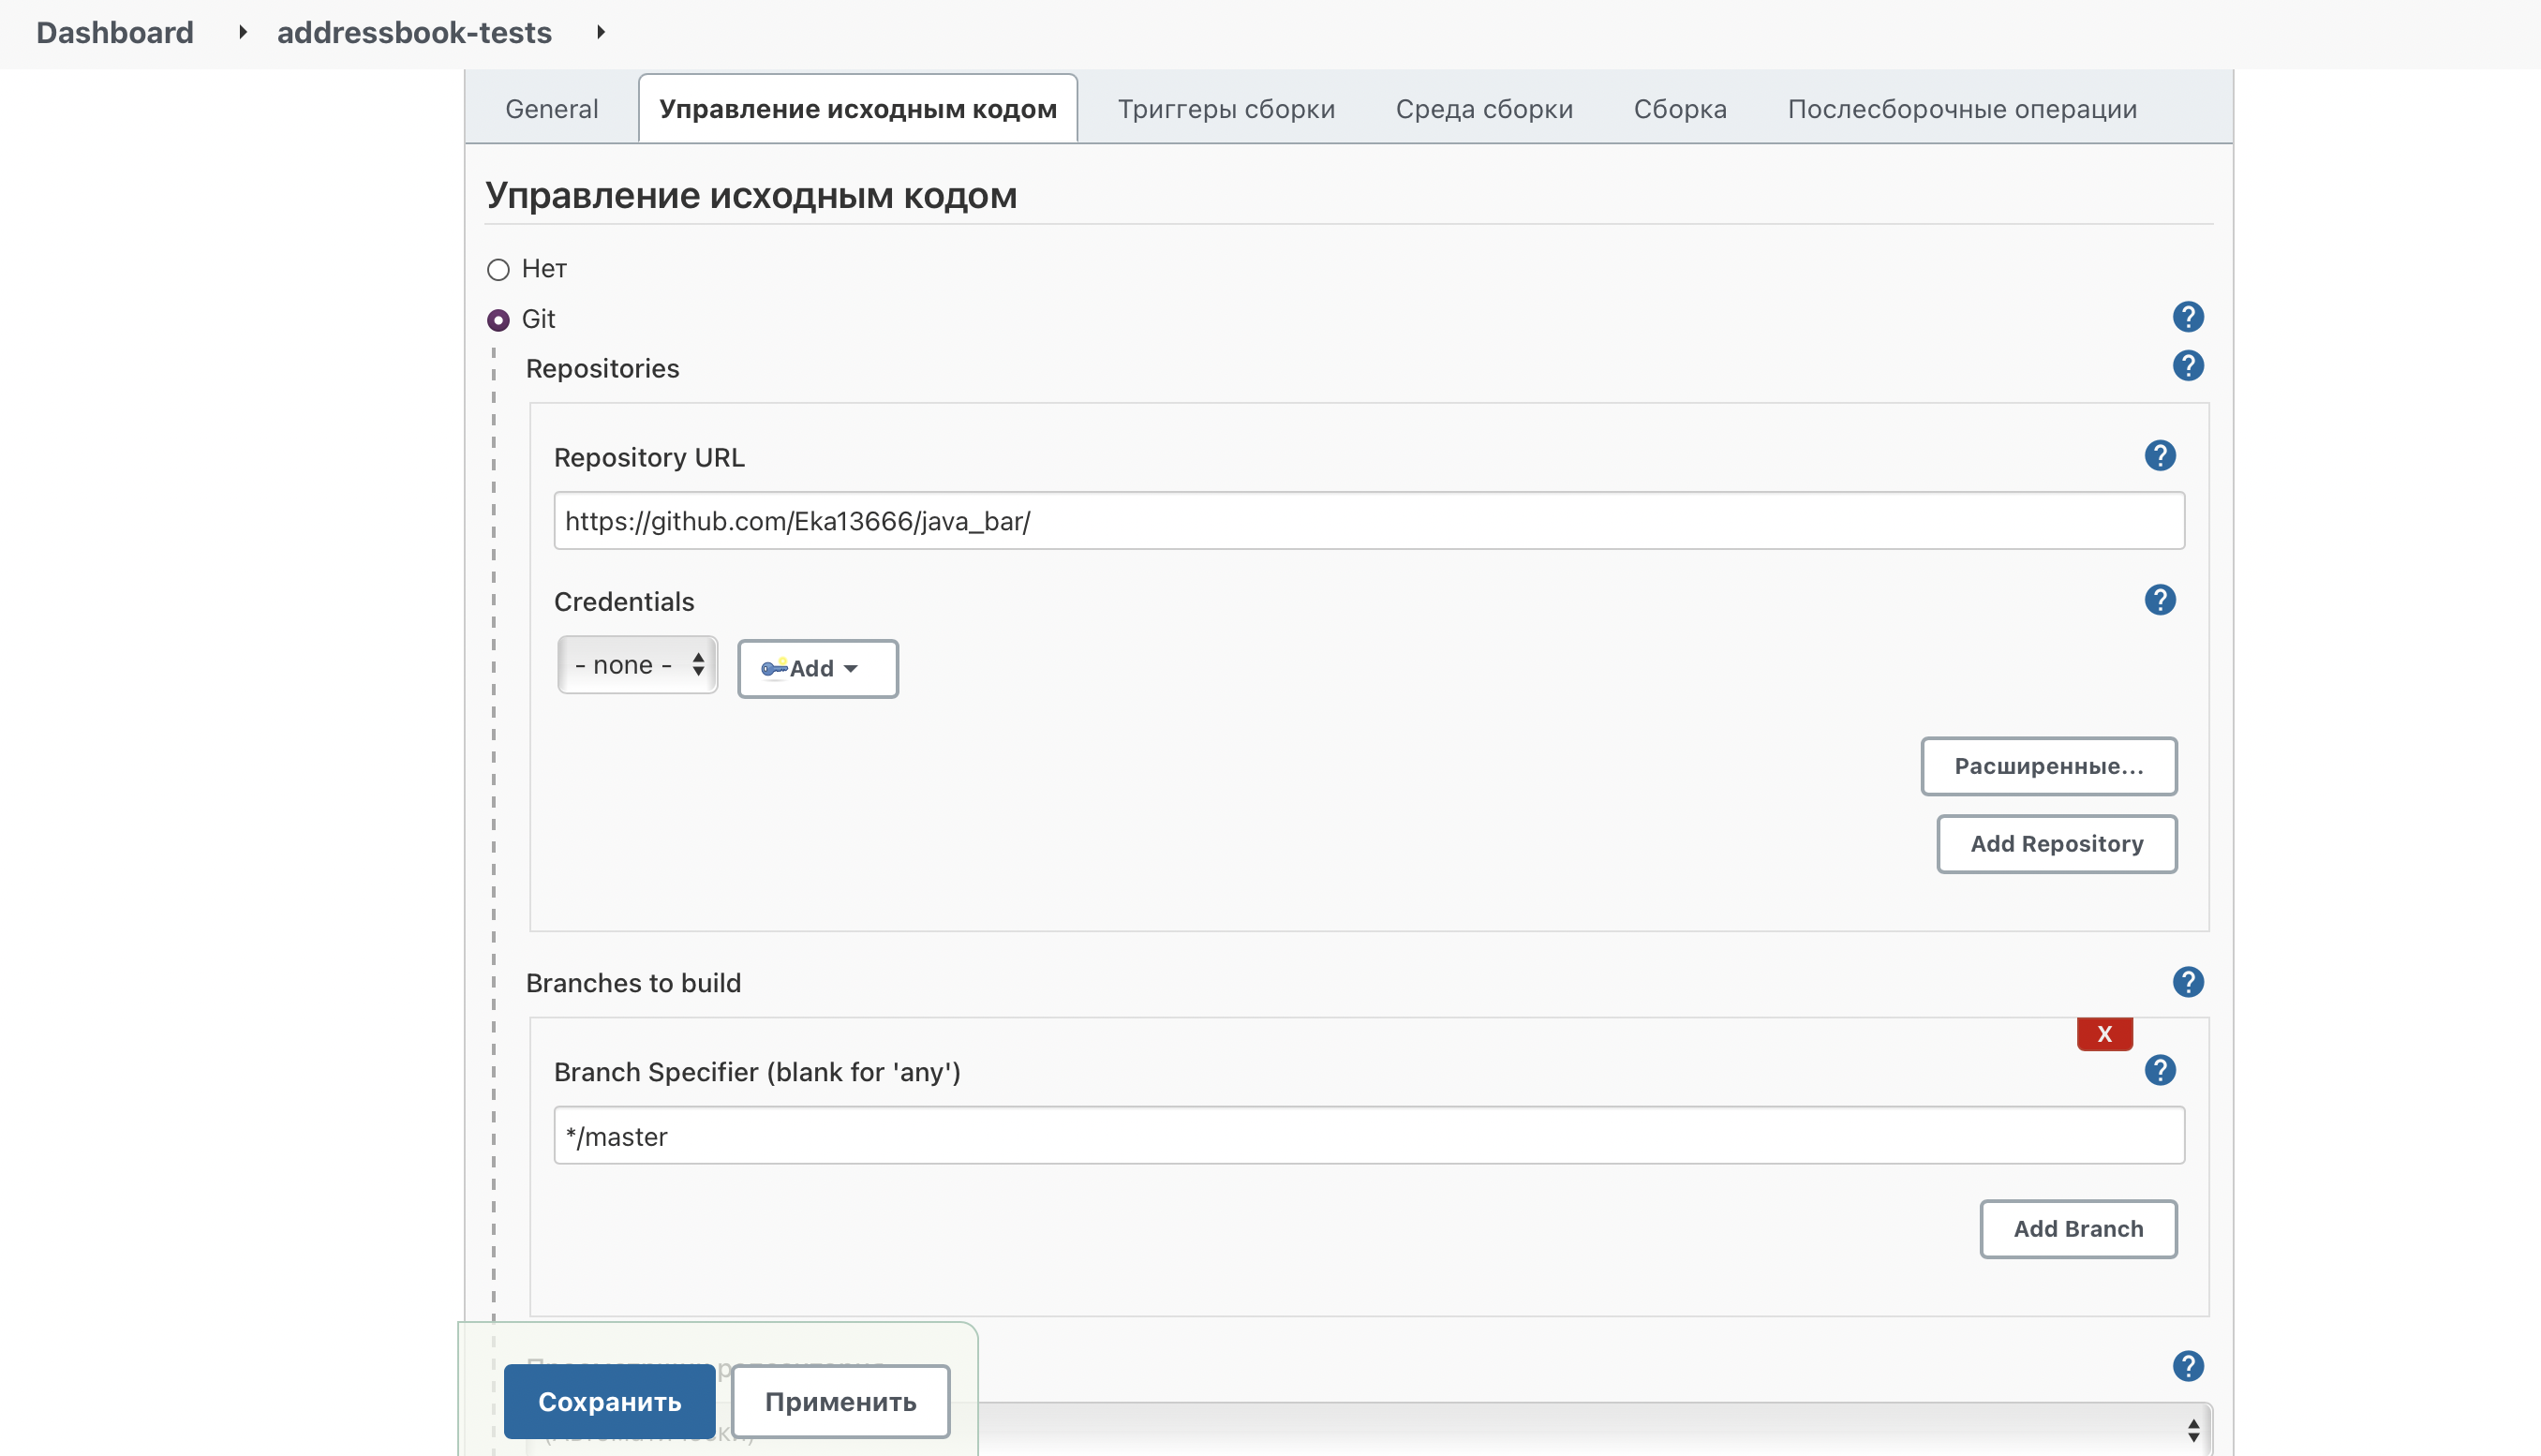 Dashboard addressbook-tests
General Управление исходным кодом Триггеры сборки Среда сборки Сборка Послесборочные операции
Управление исходным кодом
Нет
Git ?
Repositories ?
Repository URL ?
https://github.com/Eka13666/java_bar/
Credentials ?
- none - Add
Расширенные...
Add Repository
Branches to build ?
X
Branch Specifier (blank for 'any') ?
*/master
Add Branch
?
Сохранить Применить